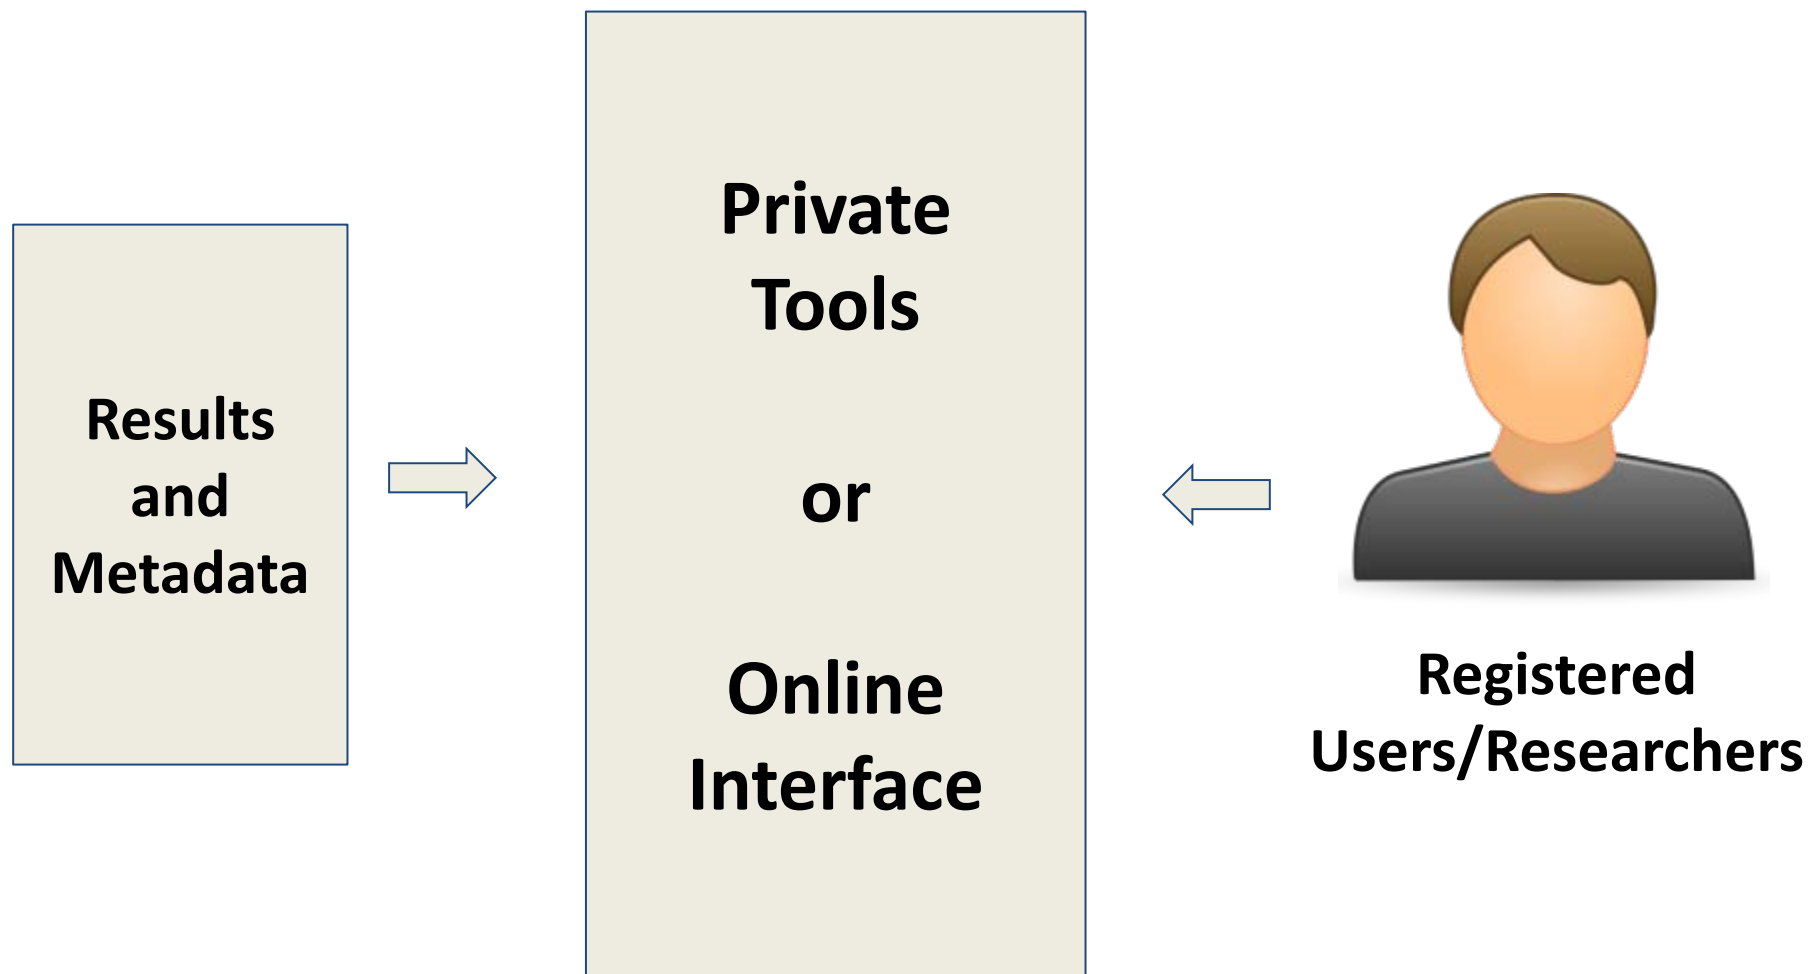 Results
and
Metadata
Private
Tools
or
Online
Interface
Registered
Users/Researchers